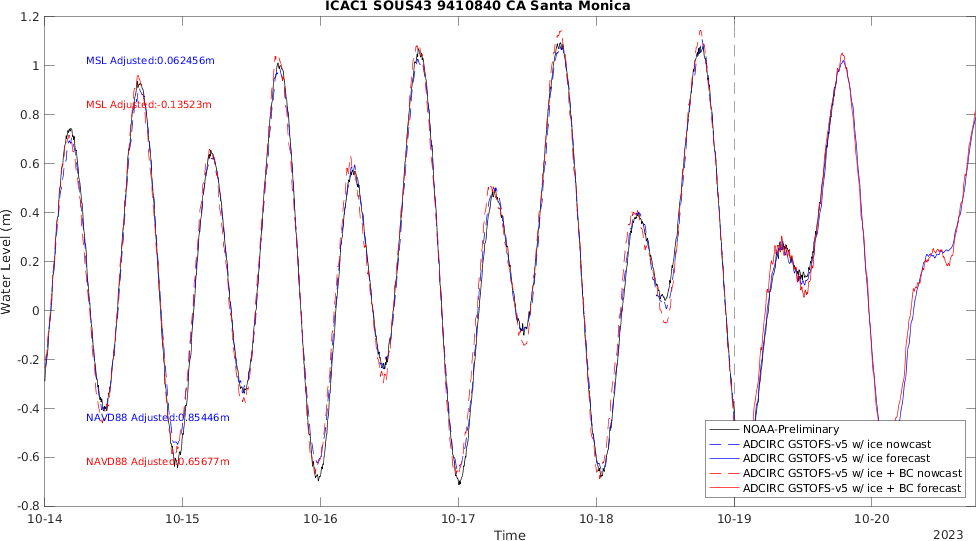 ICAC1 SOUS43 9410840 CA Santa Monica
1.2
1
0.8
0.6
0.4
0.2
0
-0.2
-0.4
-0.6
-0.8
Water Level (m)
MSL Adjusted:0.062456m
MSL Adjusted:-0.13523m
NAVD88 Adjusted:0.85446m
NAVD88 Adjusted:0.65677m
NOAA-Preliminary
ADCIRC GSTOFS-v5 w/ ice nowcast
ADCIRC GSTOFS-v5 w/ ice forecast
ADCIRC GSTOFS-v5 w/ ice + BC nowcast
ADCIRC GSTOFS-v5 w/ ice + BC forecast
10-14 10-15 10-16 10-17 10-18 10-19 10-20
Time
2023